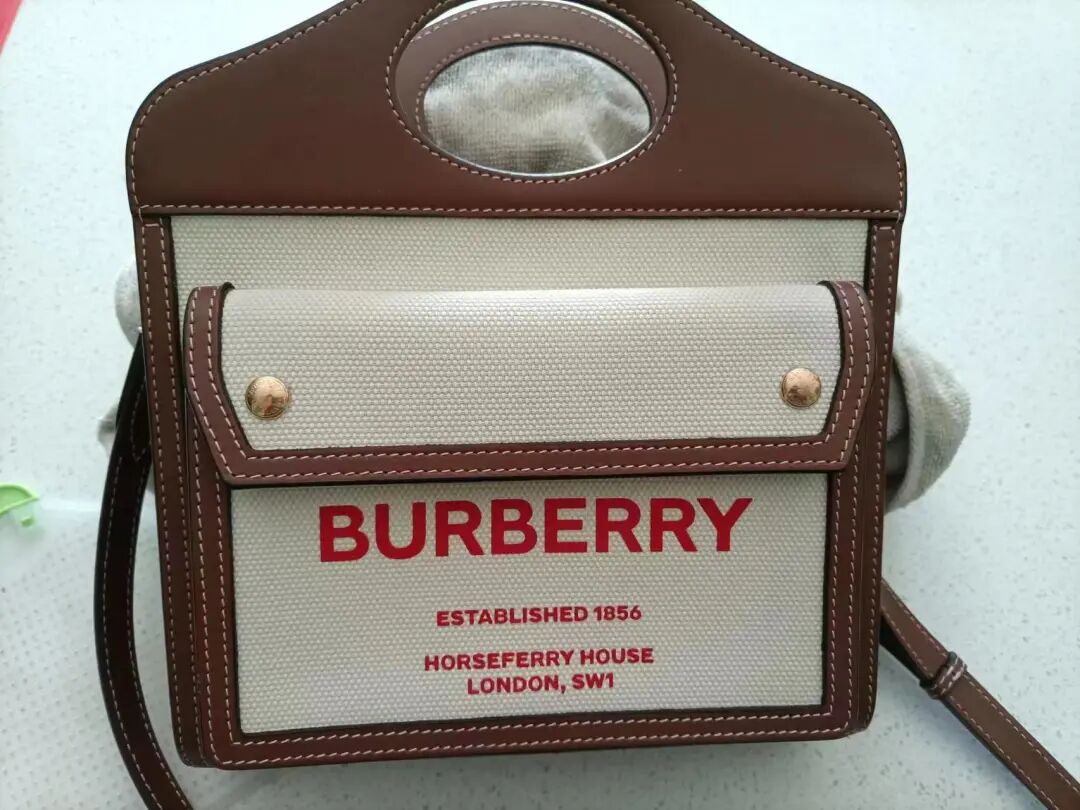 BURBERRY
ESTABLISHED 1856
HORSEFERRY HOUSE
LONDON, SW1